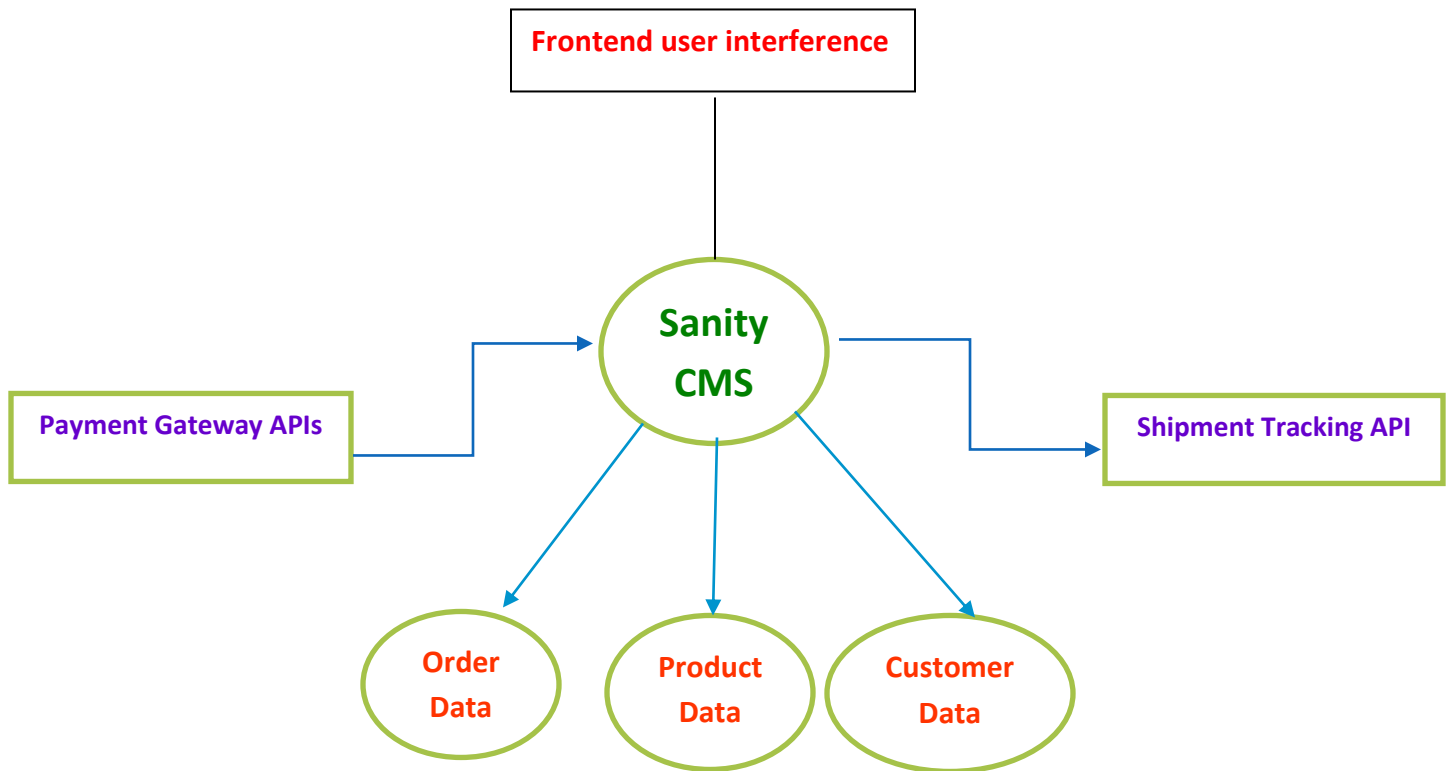 Frontend user interference
Sanity
CMS
Payment Gateway APIs
Shipment Tracking API
Order
Data
Product
Data
Customer
Data